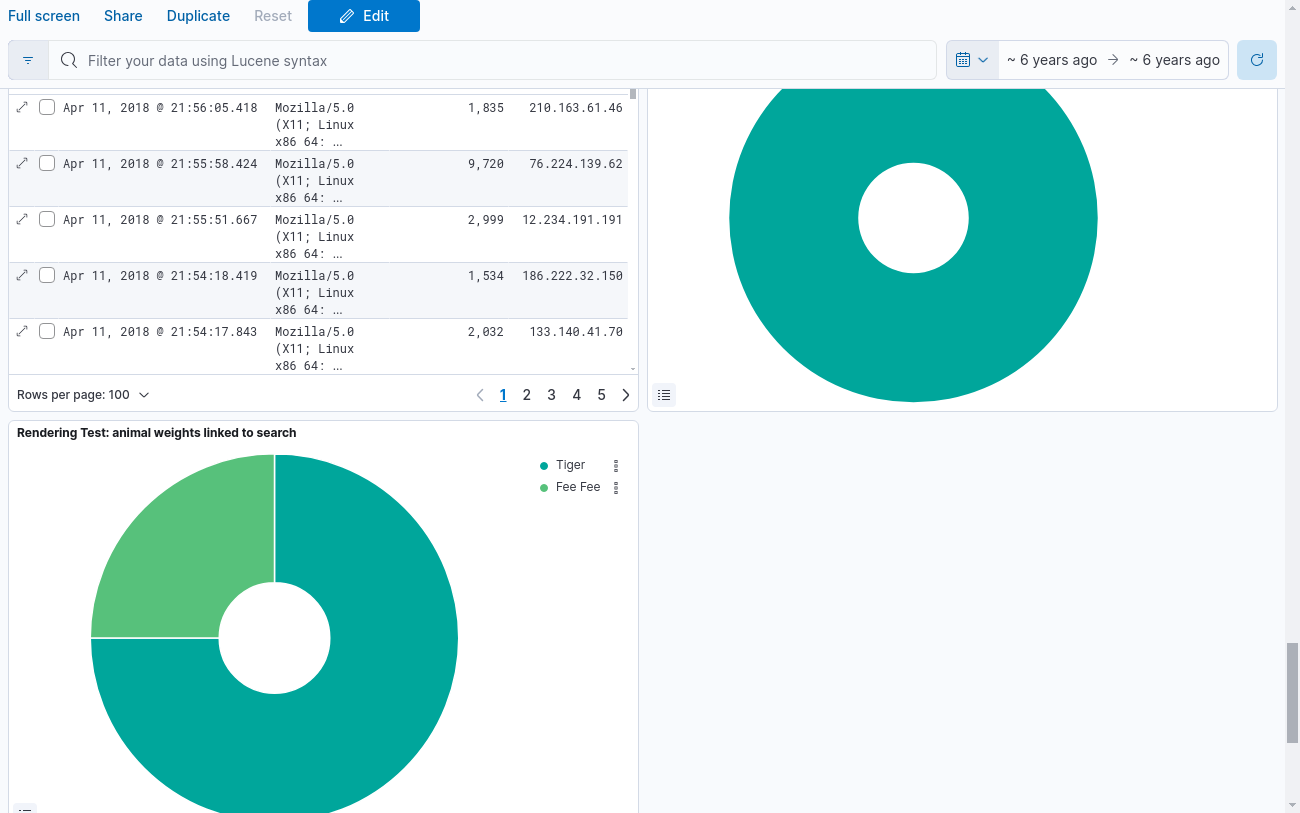 Full screen Share Duplicate Reset Edit
Filter your data using Lucene syntax ~ 6 years ago → ~ 6 years ago
Apr 11, 2018 @ 21:56:05.418 Mozilla/5.0 1,835 210.163.61.46
(X11; Linux
x86 64: ...
Apr 11, 2018 @ 21:55:58.424 Mozilla/5.0 9,720 76.224.139.62
(X11; Linux
x86 64: ...
Apr 11, 2018 @ 21:55:51.667 Mozilla/5.0 2,999 12.234.191.191
(X11; Linux
x86 64: ...
Apr 11, 2018 @ 21:54:18.419 Mozilla/5.0 1,534 186.222.32.150
(X11; Linux
x86 64: ...
Apr 11, 2018 @ 21:54:17.843 Mozilla/5.0 2,032 133.140.41.70
(X11; Linux
x86 64: ...
Rows per page: 100 1 2 3 4 5
Rendering Test: animal weights linked to search
Tiger
Fee Fee